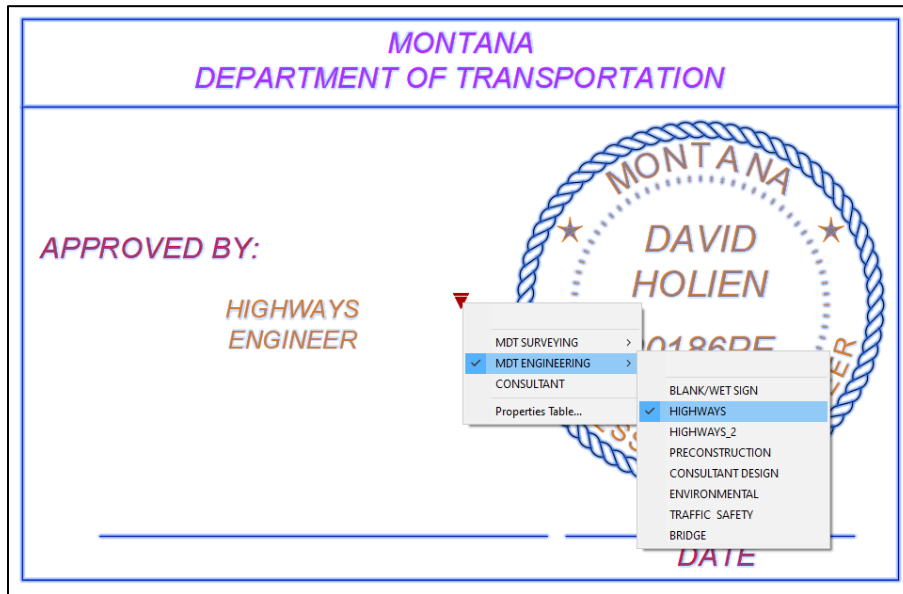 MONTANA
DEPARTMENT OF TRANSPORTATION
MONTANA
APPROVED BY:
DAVID
HOLIEN
HIGHWAYS
ENGINEER
MDT SURVEYING
MDT ENGINEERING
CONSULTANT
Properties Table...
BLANK/WET SIGN
HIGHWAYS
HIGHWAYS_2
PRECONSTRUCTION
CONSULTANT DESIGN
ENVIRONMENTAL
TRAFFIC SAFETY
BRIDGE
DATE